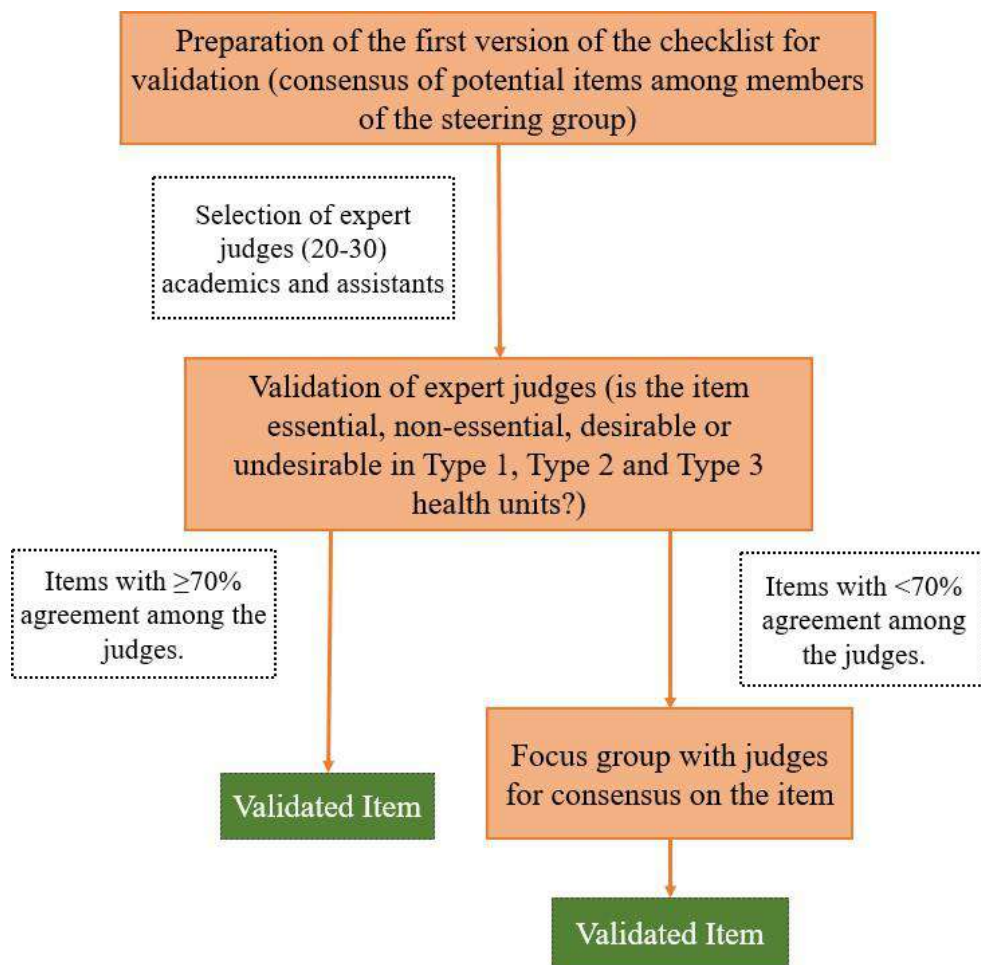 Preparation of the first version of the checklist for
validation (consensus of potential items among members
of the steering group)
Selection of expert
judges (20-30)
academics and assistants
Validation of expert judges (is the item
essential, non-essential, desirable or
undesirable in Type 1, Type 2 and Type 3
health units?)
Items with ≥70%
agreement among the
judges.
Items with <70%
agreement among
the judges.
Focus group with judges
for consensus on the item
Validated Item
Validated Item